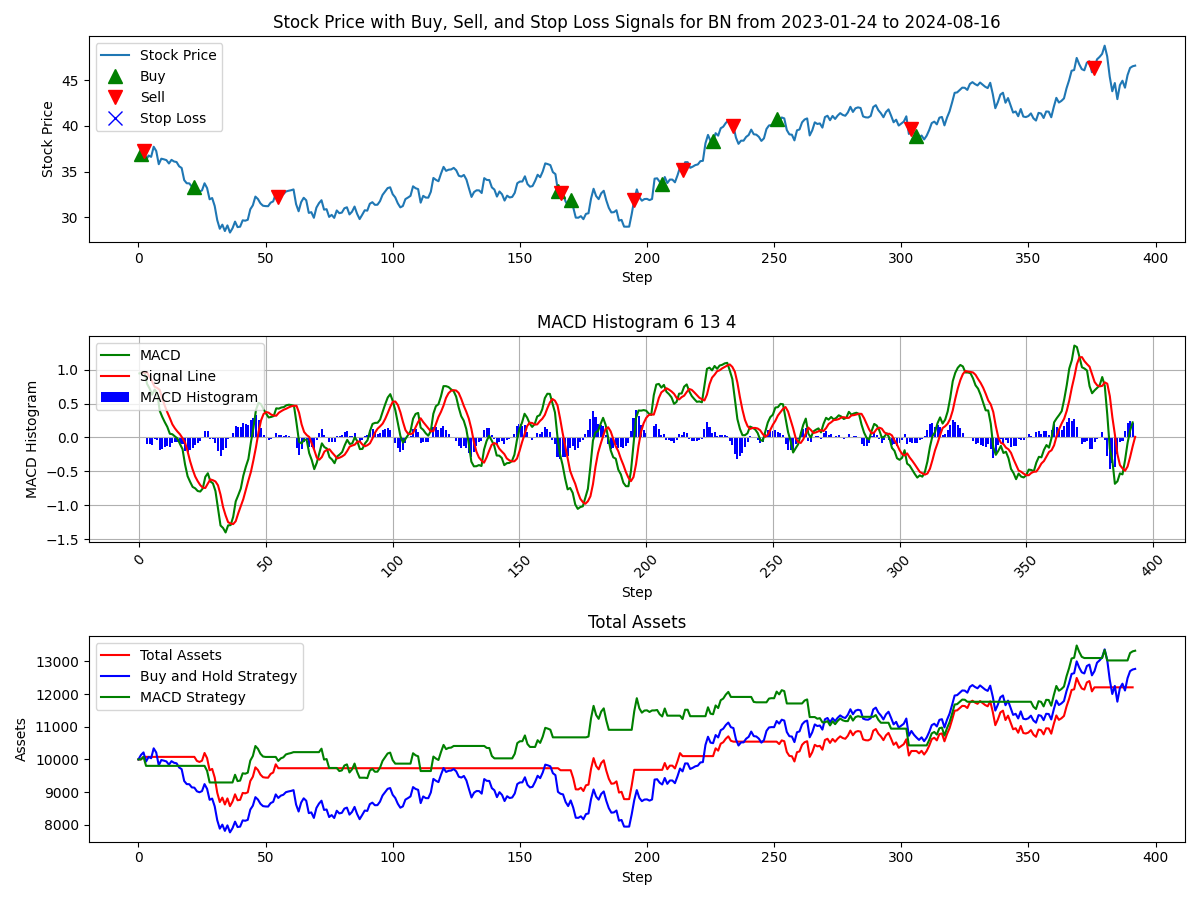 Stock Price with Buy, Sell, and Stop Loss Signals for BN from 2023-01-24 to 2024-08-16
Stock Price
Buy
Sell
Stop Loss
Stock Price
45
40
35
30
0 50 100 150 200 250 300 350 400
Step
MACD Histogram 6 13 4
MACD
Signal Line
MACD Histogram
MACD Histogram
1.0
0.5
0.0
−0.5
−1.0
−1.5
0 50 100 150 200 250 300 350 400
Step
Total Assets
Total Assets
Buy and Hold Strategy
MACD Strategy
Assets
13000
12000
11000
10000
9000
8000
0 50 100 150 200 250 300 350 400
Step